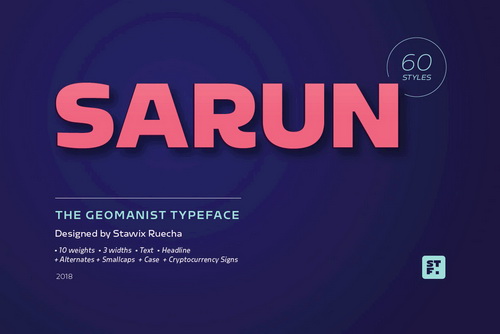 60
STYLES
SARUN
THE GEOMANIST TYPEFACE
Designed by Stawix Ruecha
• 10 weights • 3 widths • Text • Headline
+ Alternates + Smallcaps + Case + Cryptocurrency Signs
2018
ST
F.